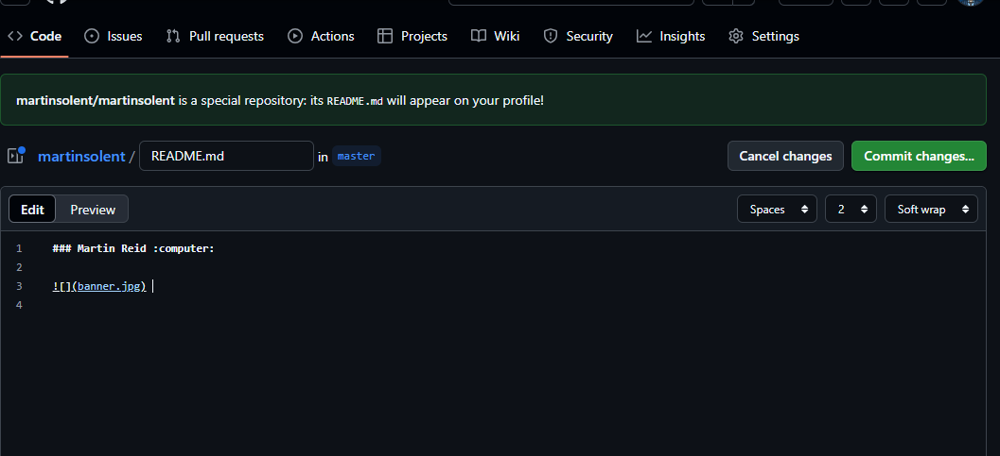 Code Issues Pull requests Actions Projects Wiki Security Insights Settings
martinsolent/martinsolent is a special repository: its README.md will appear on your profile!
martinsolent / README.md in master Cancel changes Commit changes...
Edit Preview Spaces 2 Soft wrap
1 ### Martin Reid :computer:
2
3 ![](banner.jpg)
4